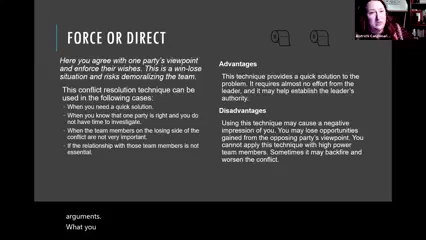 FORCE OR DIRECT
Here you agree with one party's viewpoint
and enforce their wishes. This is a win-lose
situation and risks demoralizing the team.
This conflict resolution technique can be
used in the following cases:
When you need a quick solution.
When you know that one party is right and you do
not have time to investigate.
When the team members on the losing side of the
conflict are not very important.
If the relationship with those team members is not
essential.
Advantages
This technique provides a quick solution to the
problem. It requires almost no effort from the
leader, and it may help establish the leader's
authority.
Disadvantages
Using this technique may cause a negative
impression of you. You may lose opportunities
gained from the opposing party's viewpoint. You
cannot apply this technique with high power
team members. Sometimes it may backfire and
worsen the conflict.
arguments.
What you